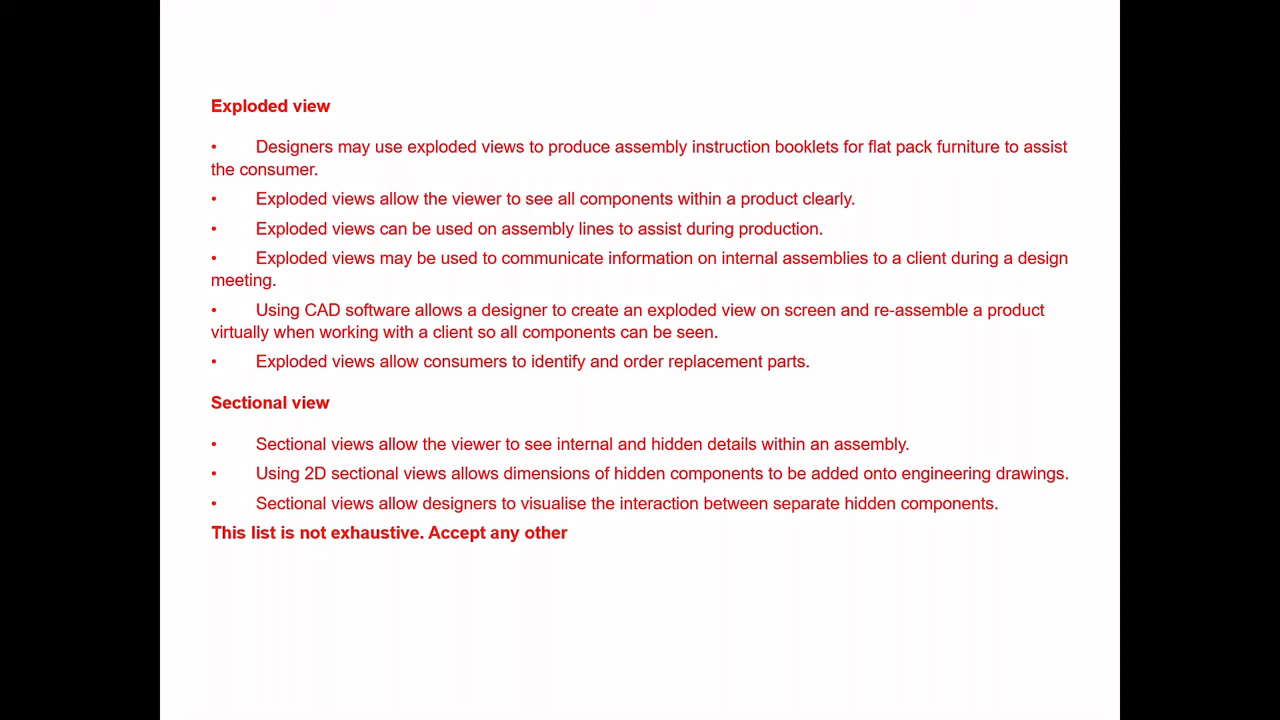 Exploded view
• Designers may use exploded views to produce assembly instruction booklets for flat pack furniture to assist
the consumer.
• Exploded views allow the viewer to see all components within a product clearly.
• Exploded views can be used on assembly lines to assist during production.
• Exploded views may be used to communicate information on internal assemblies to a client during a design
meeting.
• Using CAD software allows a designer to create an exploded view on screen and re-assemble a product
virtually when working with a client so all components can be seen.
• Exploded views allow consumers to identify and order replacement parts.
Sectional view
• Sectional views allow the viewer to see internal and hidden details within an assembly.
• Using 2D sectional views allows dimensions of hidden components to be added onto engineering drawings.
• Sectional views allow designers to visualise the interaction between separate hidden components.
This list is not exhaustive. Accept any other